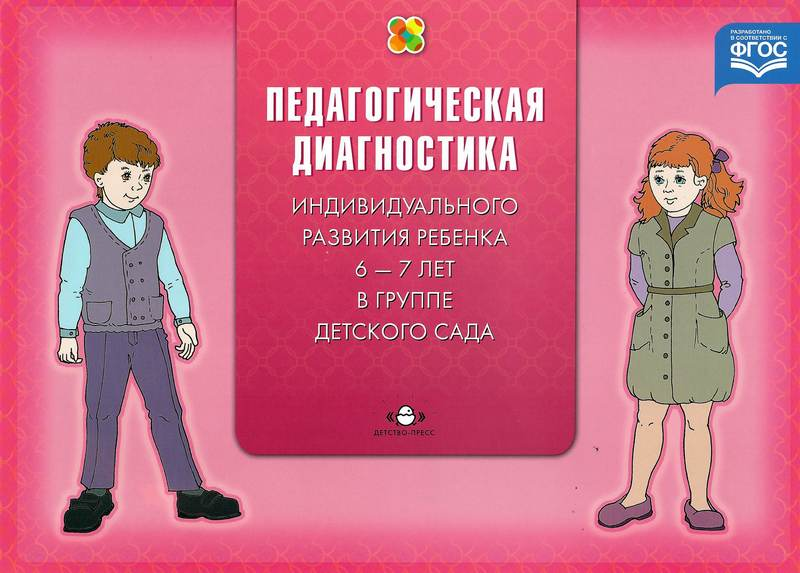 РАЗРАБОТАНО
В СООТВЕТСТВИИ С
ФГОС
ПЕДАГОГИЧЕСКАЯ
ДИАГНОСТИКА
ИНДИВИДУАЛЬНОГО
РАЗВИТИЯ РЕБЕНКА
6 — 7 ЛЕТ
В ГРУППЕ
ДЕТСКОГО САДА
ДЕТСТВО-ПРЕСС